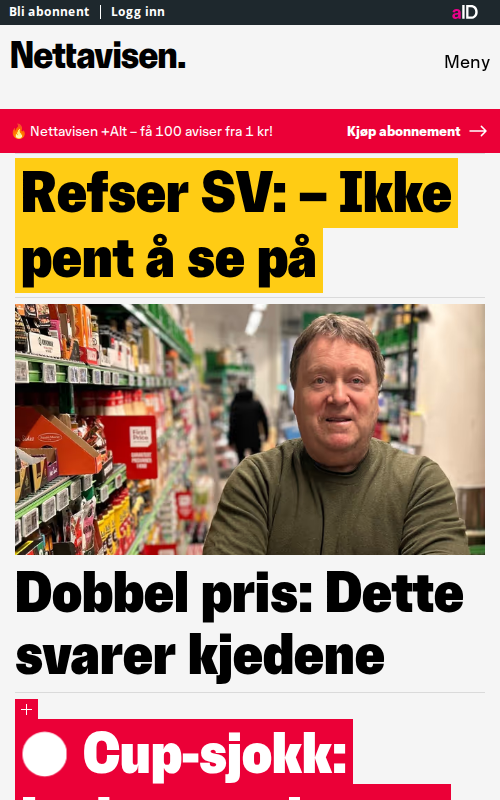 Bli abonnent | Logg inn
aID
Nettavisen.
Meny
🔥 Nettavisen +Alt – få 100 aviser fra 1 kr!
Kjøp abonnement →
Refser SV: – Ikke
pent å se på
First
Price
Dobbel pris: Dette
svarer kjedene
+
Cup-sjokk: